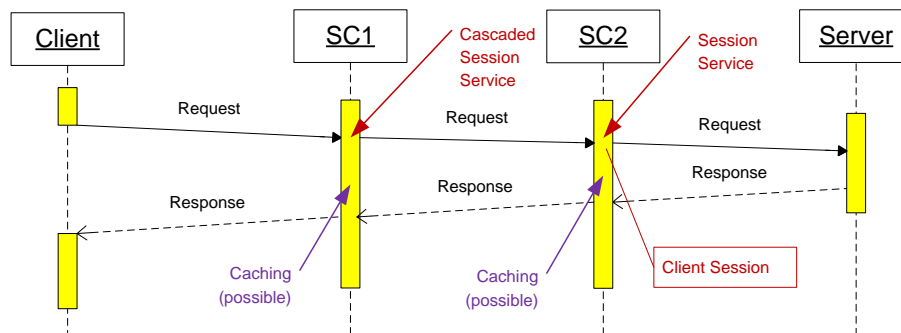 Client
SC1
SC2
Server
Cascaded
Session
Service
Session
Service
Request
Request
Request
Response
Response
Response
Caching
(possible)
Caching
(possible)
Client Session